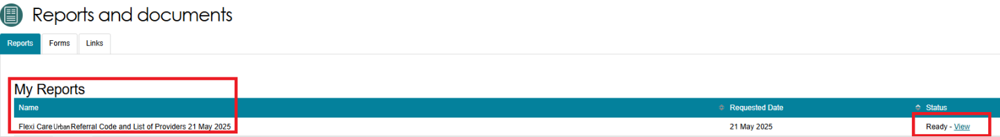 Reports and documents
Reports Forms Links
My Reports
Name Requested Date Status
Flexi Care Urban Referral Code and List of Providers 21 May 2025 21 May 2025 Ready - View